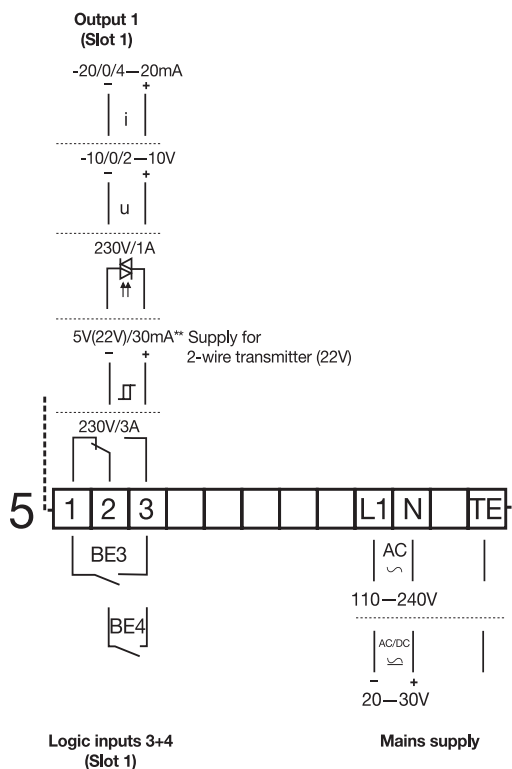 Output 1
(Slot 1)
-20/0/4—20mA
− +
i
-10/0/2—10V
− +
u
230V/1A
5V(22V)/30mA** Supply for
2-wire transmitter (22V)
− +
230V/3A
5 1 2 3 L1 N TE
BE3 AC
110—240V
BE4 AC/DC
− +
20—30V
Logic inputs 3+4
(Slot 1)
Mains supply